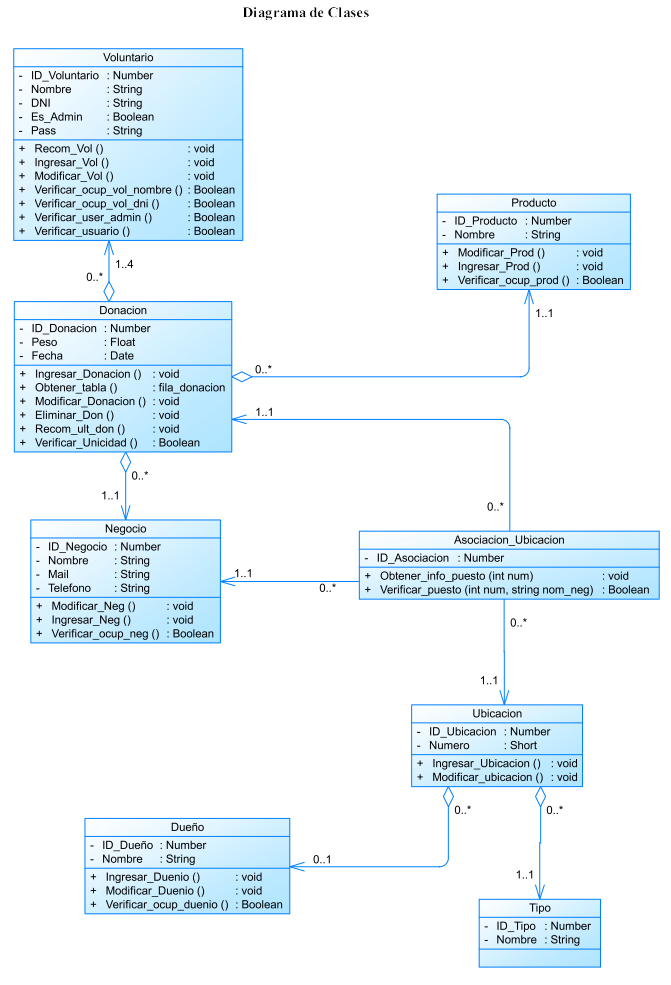 Diagrama de Clases
Voluntario
- ID_Voluntario : Number
- Nombre : String
- DNI : String
- Es_Admin : Boolean
- Pass : String
+ Recom_Vol () : void
+ Ingresar_Vol () : void
+ Modificar_Vol () : void
+ Verificar_ocup_vol_nombre () : Boolean
+ Verificar_ocup_vol_dni () : Boolean
+ Verificar_user_admin () : Boolean
+ Verificar_usuario () : Boolean
Producto
- ID_Producto : Number
- Nombre : String
+ Modificar_Prod () : void
+ Ingresar_Prod () : void
+ Verificar_ocup_prod () : Boolean
1..4
0..*
1..1
Donacion
- ID_Donacion : Number
- Peso : Float
- Fecha : Date
+ Ingresar_Donacion () : void
+ Obtener_tabla () : fila_donacion
+ Modificar_Donacion () : void
+ Eliminar_Don () : void
+ Recom_ult_don () : void
+ Verificar_Unicidad () : Boolean
0..*
1..1
0..*
1..1
0..*
Negocio
- ID_Negocio : Number
- Nombre : String
- Mail : String
- Telefono : String
+ Modificar_Neg () : void
+ Ingresar_Neg () : void
+ Verificar_ocup_neg () : Boolean
Asociacion_Ubicacion
- ID_Asociacion : Number
+ Obtener_info_puesto (int num) : void
+ Verificar_puesto (int num, string nom_neg) : Boolean
1..1
0..*
0..*
1..1
Ubicacion
- ID_Ubicacion : Number
- Numero : Short
+ Ingresar_Ubicacion () : void
+ Modificar_ubicacion () : void
0..*
0..*
Dueño
- ID_Dueño : Number
- Nombre : String
+ Ingresar_Duenio () : void
+ Modificar_Duenio () : void
+ Verificar_ocup_duenio () : Boolean
0..1
1..1
Tipo
- ID_Tipo : Number
- Nombre : String